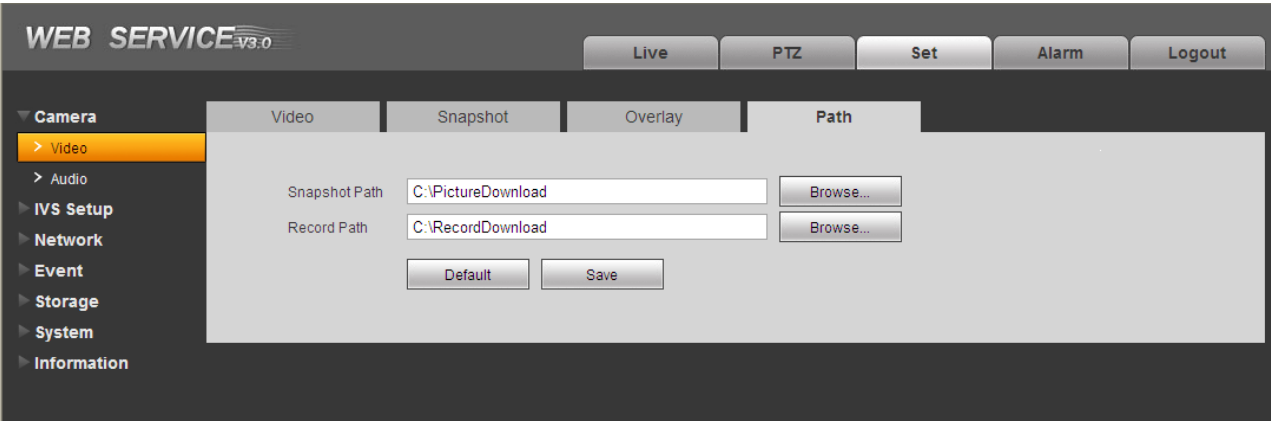 WEB SERVICE V3.0
Live PTZ Set Alarm Logout
Camera
> Video
> Audio
IVS Setup
Network
Event
Storage
System
Information
Video Snapshot Overlay Path
Snapshot Path C:\PictureDownload Browse...
Record Path C:\RecordDownload Browse...
Default Save